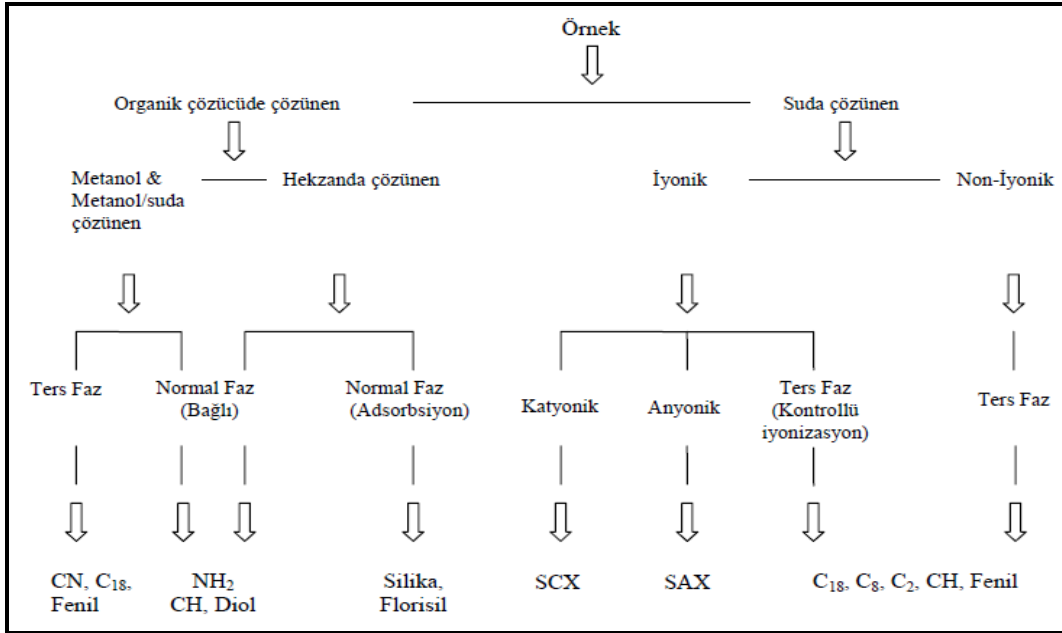 Örnek
Organik çözücüde çözünen
Suda çözünen
Metanol &
Metanol/suda
çözünen
Hekzanda çözünen
İyonik
Non-İyonik
Ters Faz
Normal Faz
(Bağlı)
Normal Faz
(Adsorbsiyon)
Katyonik
Anyonik
Ters Faz
(Kontrollü
iyonizasyon)
Ters Faz
CN, C₁₈,
Fenil
NH₂
CH, Diol
Silika,
Florisil
SCX
SAX
C₁₈, C₈, C₂, CH, Fenil